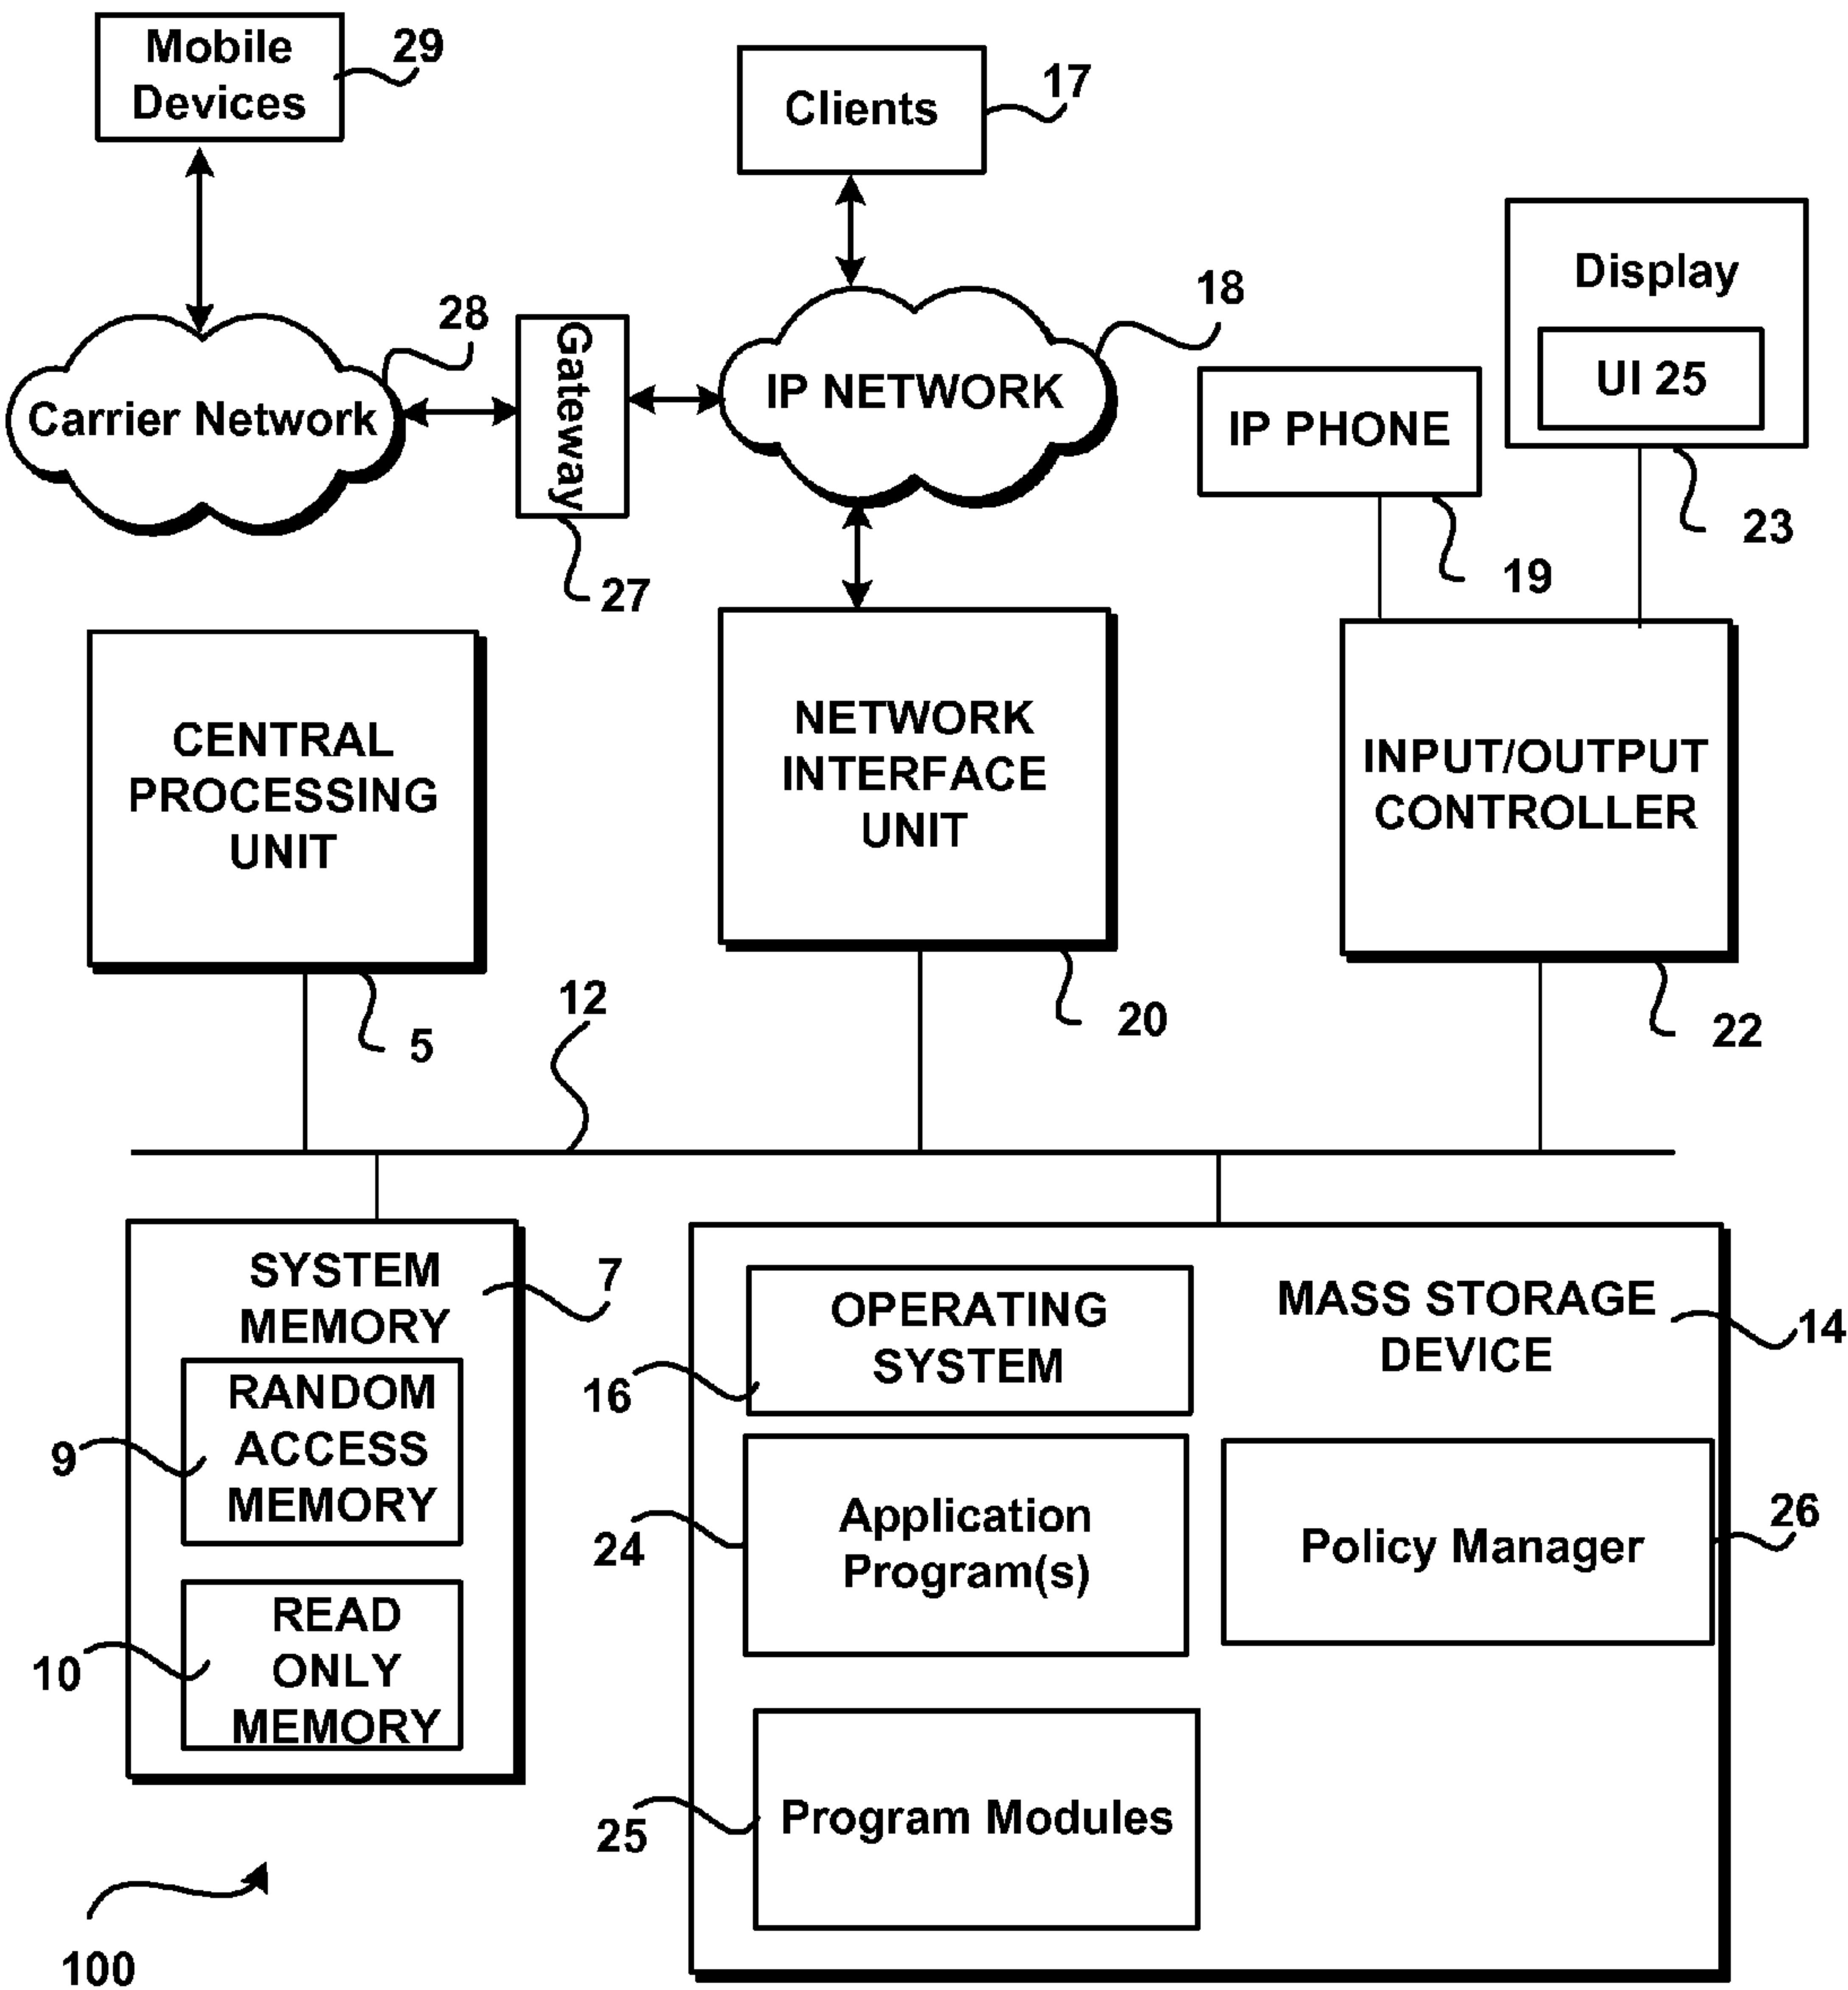 Mobile
Devices
29
Clients
17
Display
UI 25
23
18
28
Gateway
27
Carrier Network
IP NETWORK
IP PHONE
19
CENTRAL
PROCESSING
UNIT
5
NETWORK
INTERFACE
UNIT
20
INPUT/OUTPUT
CONTROLLER
22
12
SYSTEM
MEMORY
7
RANDOM
ACCESS
MEMORY
9
READ
ONLY
MEMORY
10
MASS STORAGE
DEVICE
14
OPERATING
SYSTEM
16
Application
Program(s)
24
Policy Manager
26
Program Modules
25
100